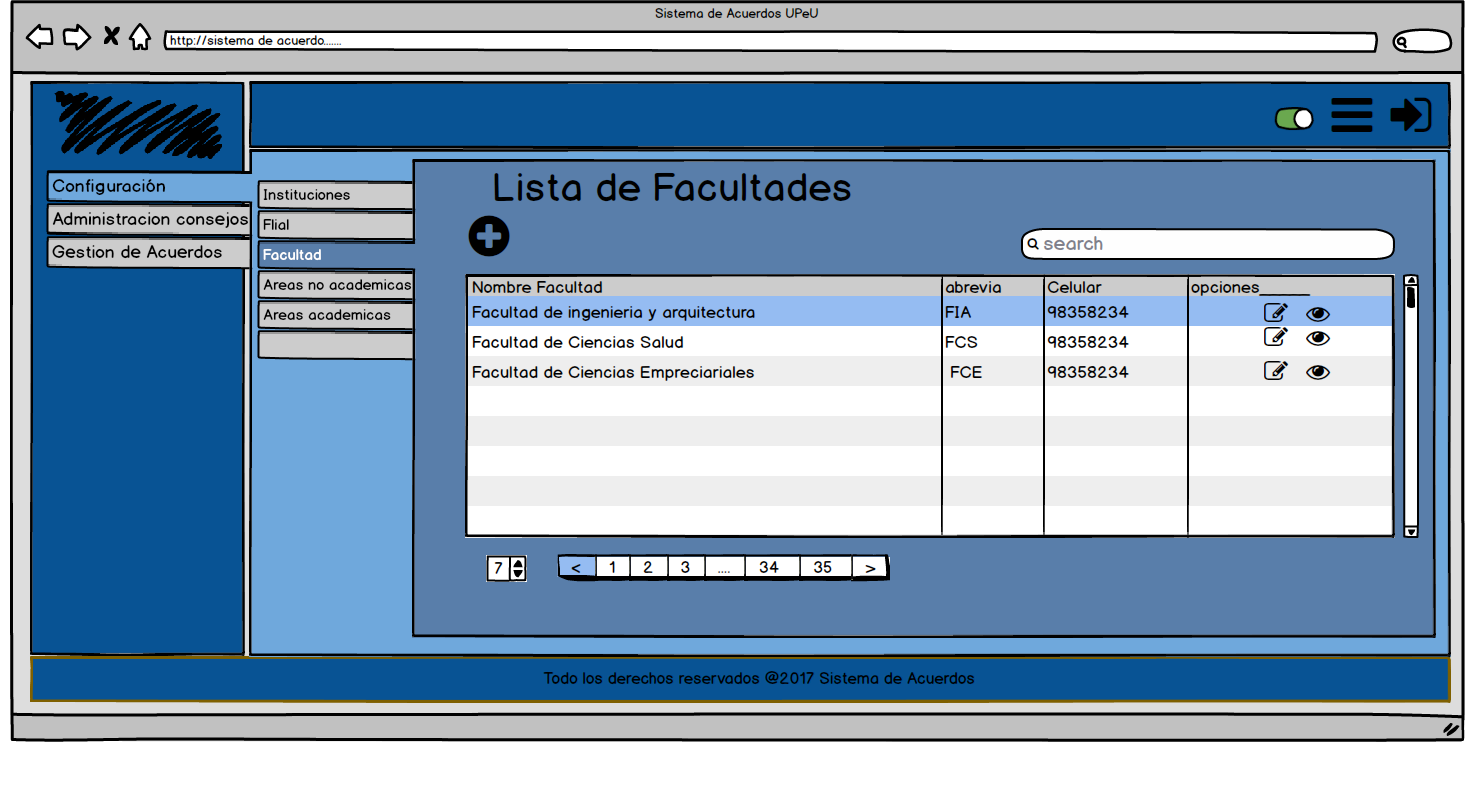 Sistema de Acuerdos UPeU
http://sistema de acuerdo......
Configuración
Administracion consejos
Gestion de Acuerdos
Instituciones
Flial
Facultad
Areas no academicas
Areas academicas
Lista de Facultades
search
Nombre Facultad abrevia Celular opciones_____
Facultad de ingenieria y arquitectura FIA 98358234
Facultad de Ciencias Salud FCS 98358234
Facultad de Ciencias Empreciariales FCE 98358234
7 < 1 2 3 .... 34 35 >
Todo los derechos reservados @2017 Sistema de Acuerdos